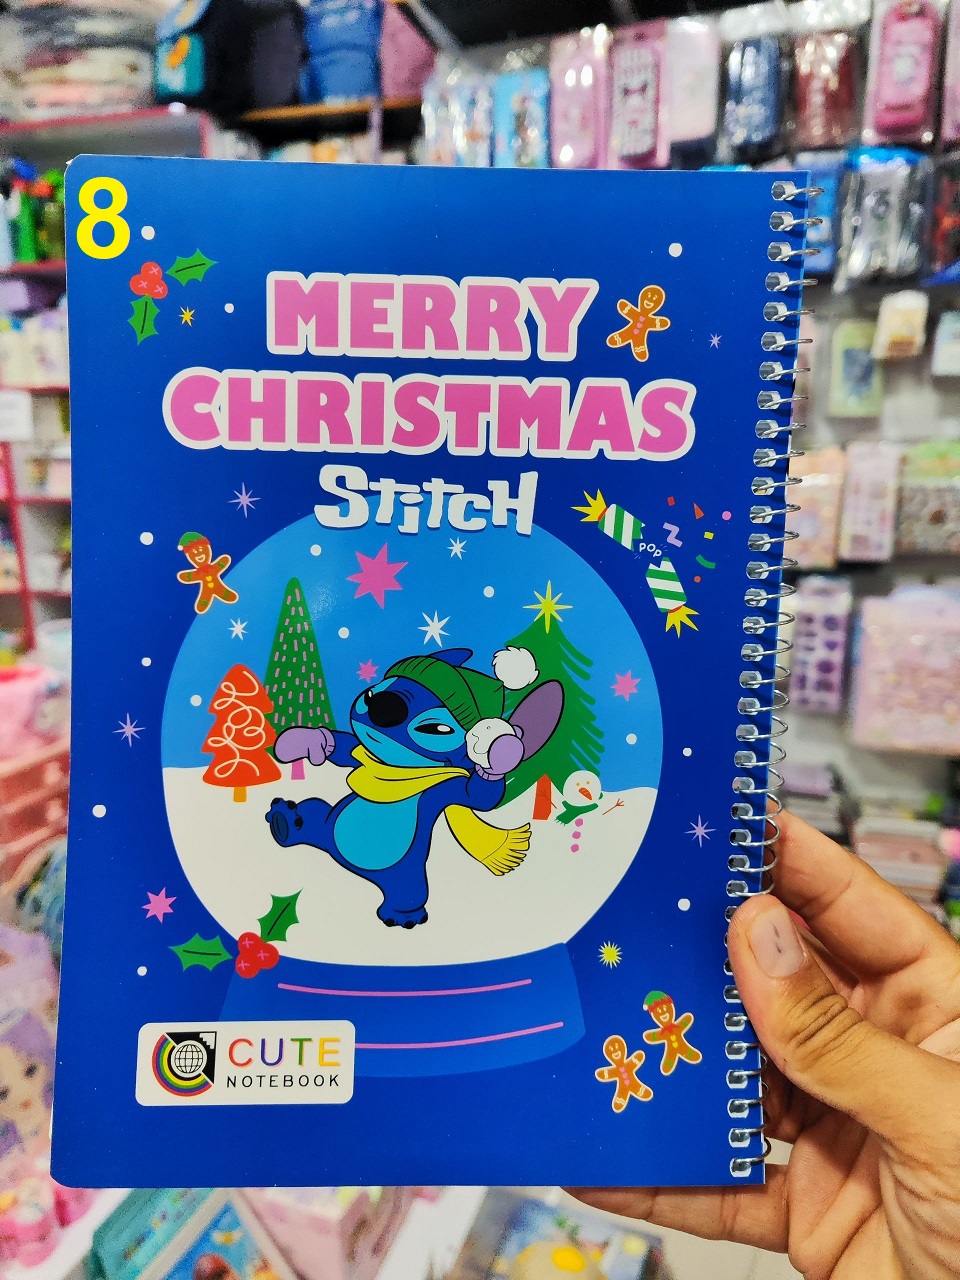 8
MERRY
CHRISTMAS
Stitch
POP
CUTE
NOTEBOOK